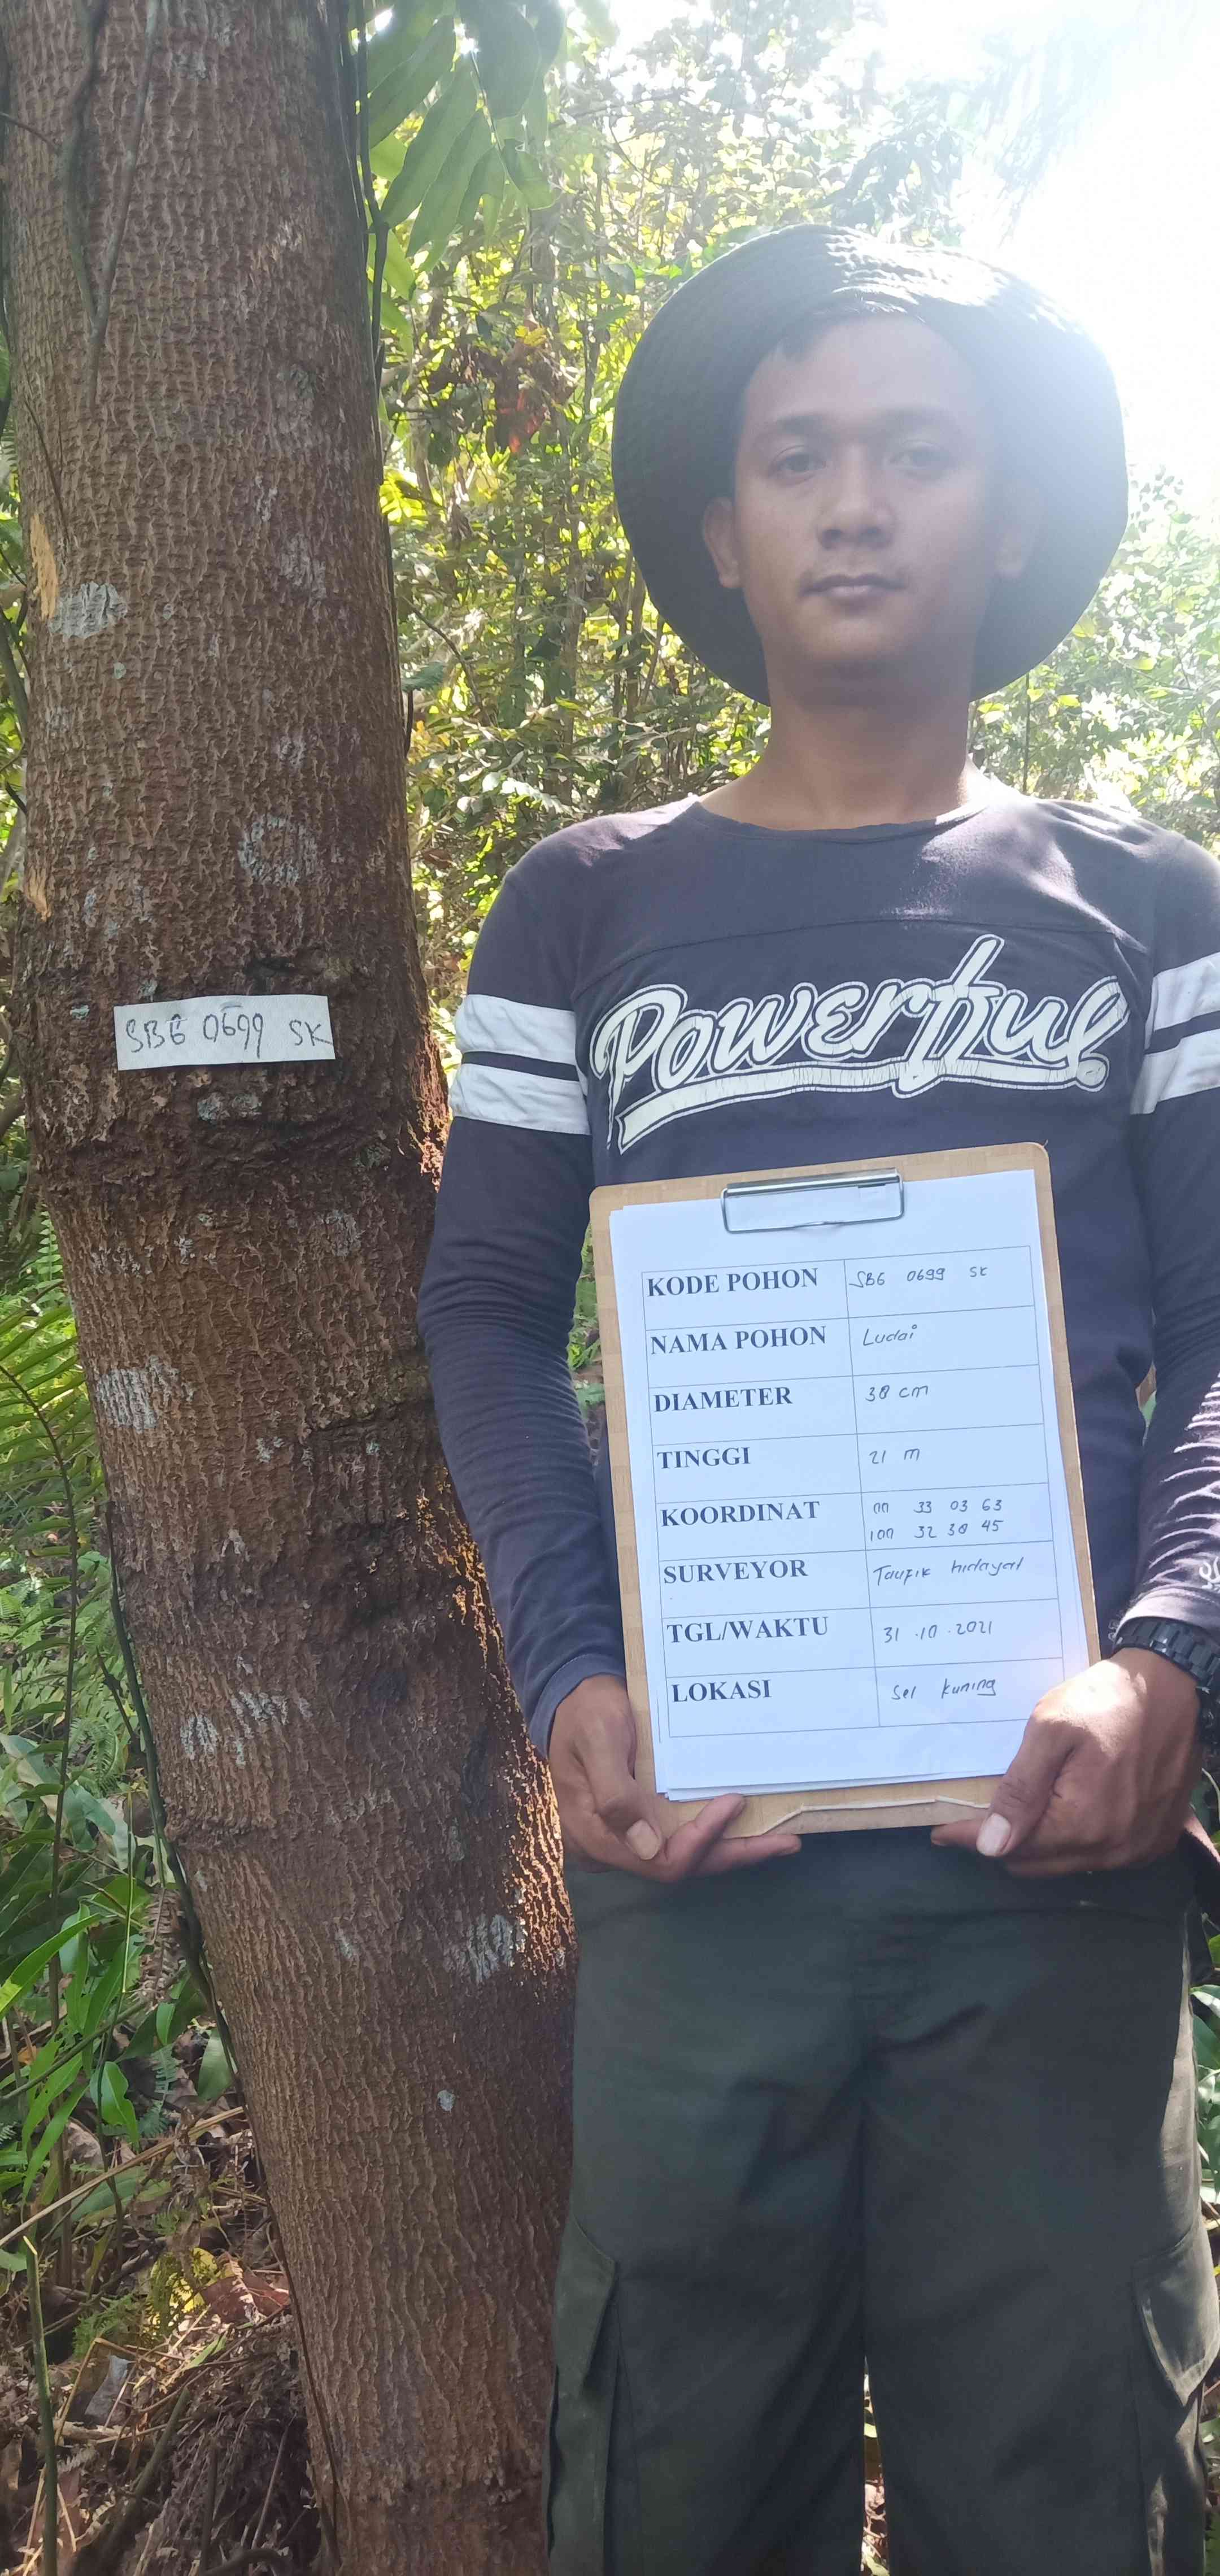 SBG 0699 SK
Powerful
KODE POHON SBG 0699 SK
NAMA POHON Ludai
DIAMETER 38 cm
TINGGI 21 m
KOORDINAT 00 33 03 63
100 32 38 45
SURVEYOR Taufik hidayat
TGL/WAKTU 31.10.2021
LOKASI Sei kuning